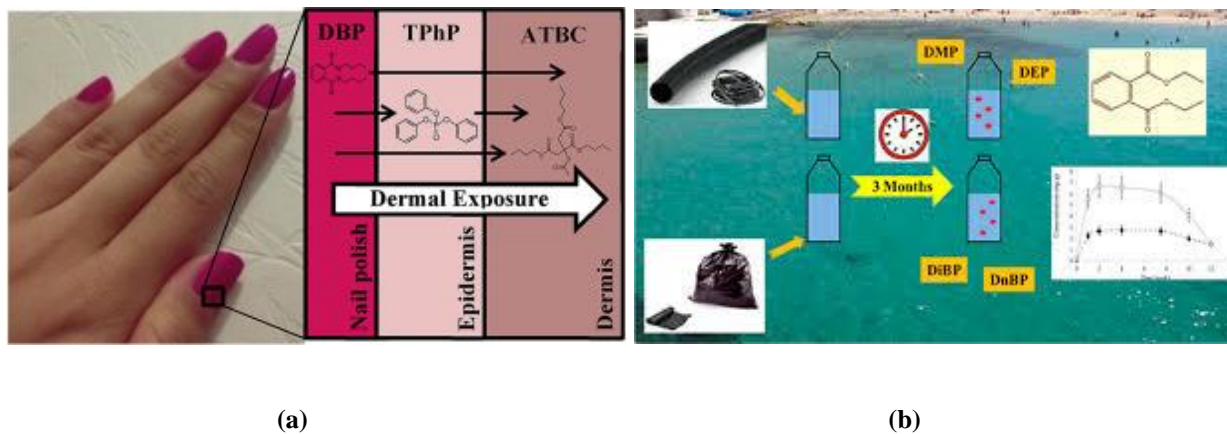 DBP
TPhP
ATBC
Dermal Exposure
Nail polish
Epidermis
Dermis
(a)
DMP
DEP
3 Months
DiBP
DnBP
(b)